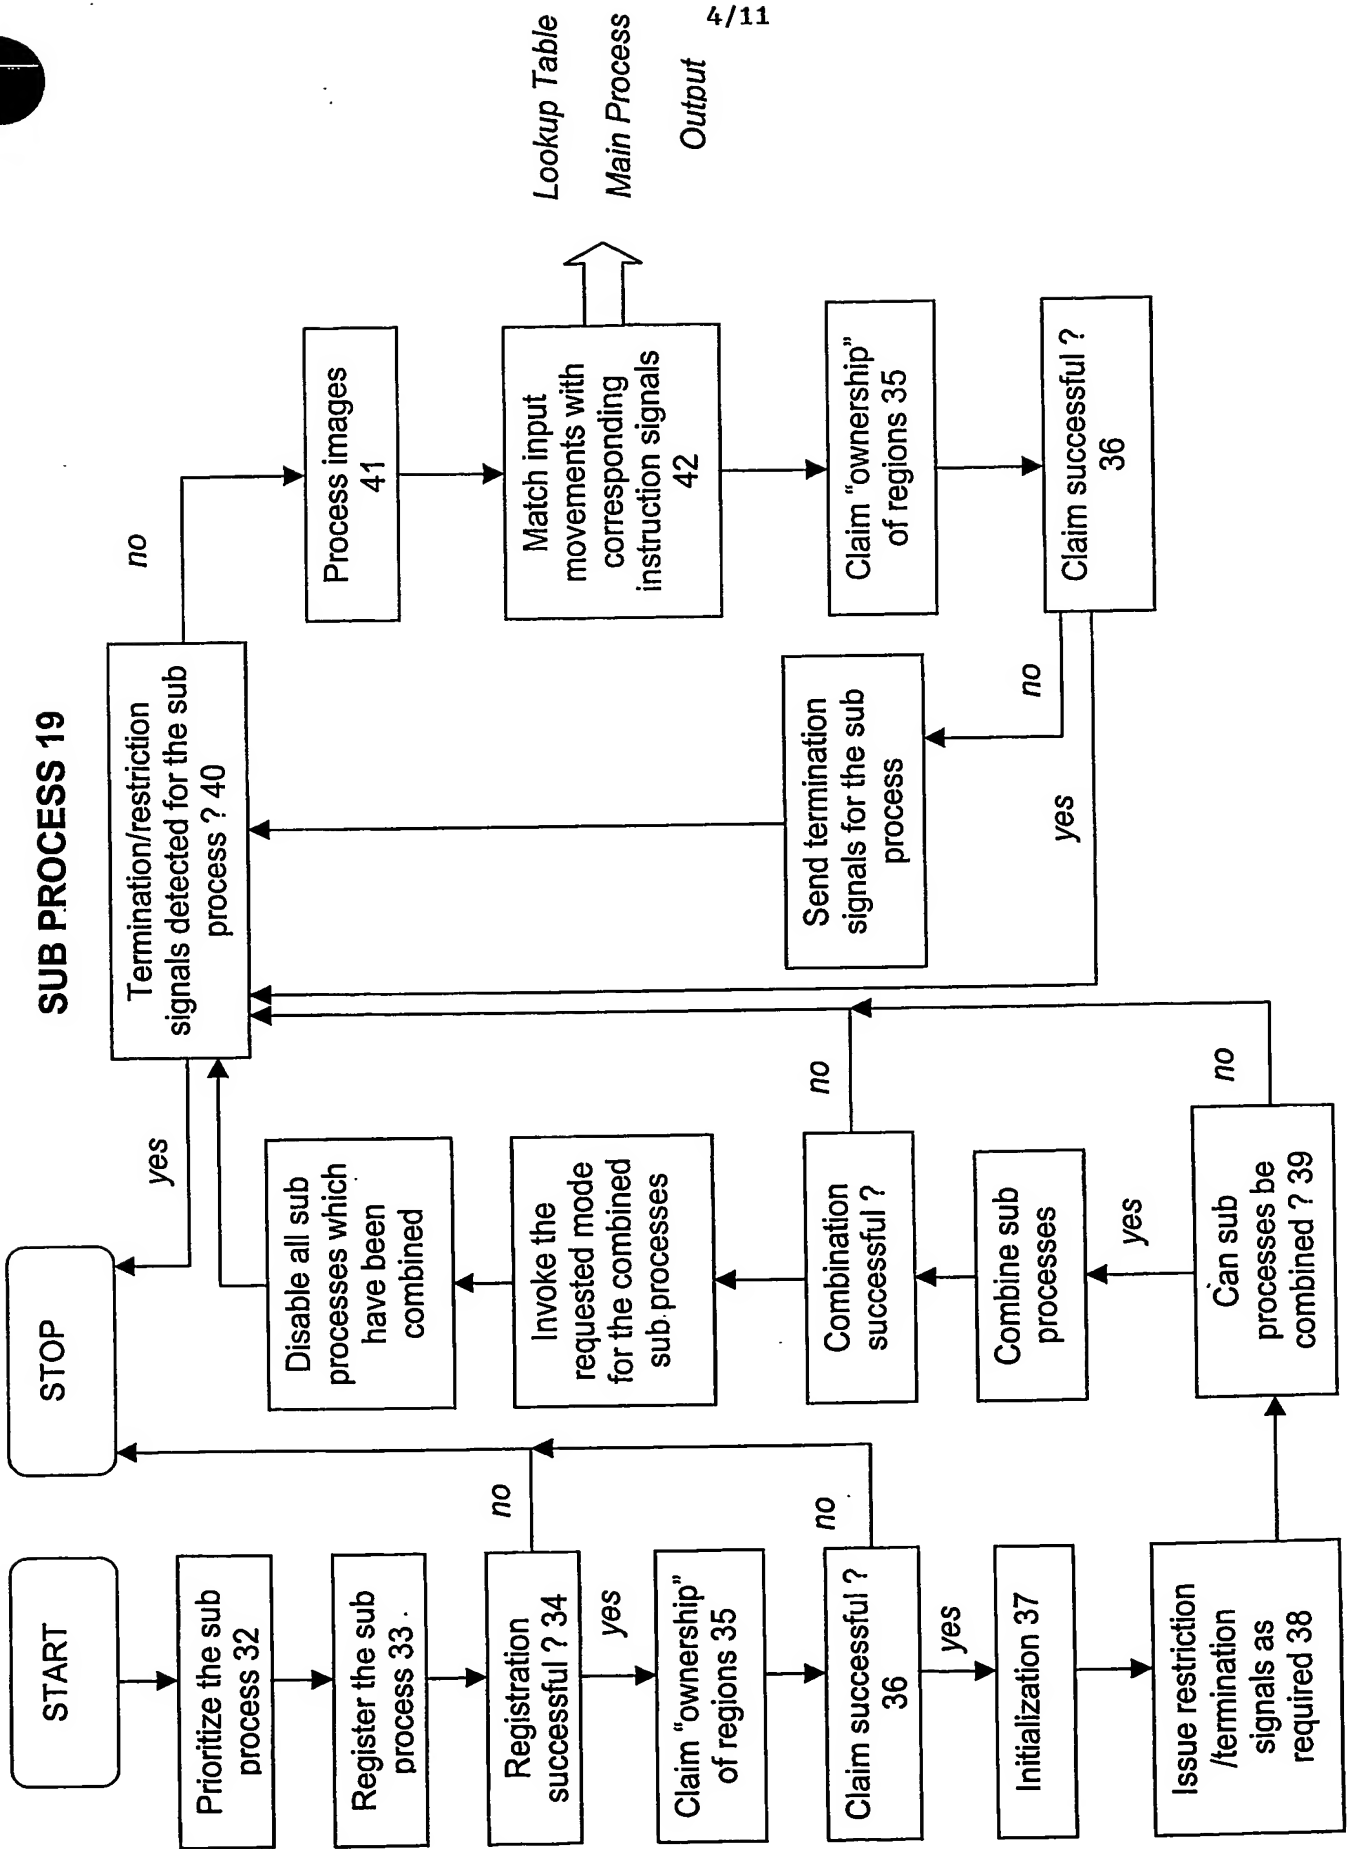 4/11
SUB PROCESS 19
START
Prioritize the sub
process 32
Register the sub
process 33
Registration
successful ? 34
no
yes
Claim "ownership"
of regions 35
Claim successful ?
36
no
yes
Initialization 37
Issue restriction
/termination
signals as
required 38
STOP
yes
Disable all sub
processes which
have been
combined
Invoke the
requested mode
for the combined
sub processes
Combination
successful ?
no
Combine sub
processes
yes
Can sub
processes be
combined ? 39
no
Termination/restriction
signals detected for the sub
process ? 40
no
Send termination
signals for the sub
process
no
yes
Process images
41
Match input
movements with
corresponding
instruction signals
42
Claim "ownership"
of regions 35
Claim successful ?
36
Lookup Table
Main Process
Output